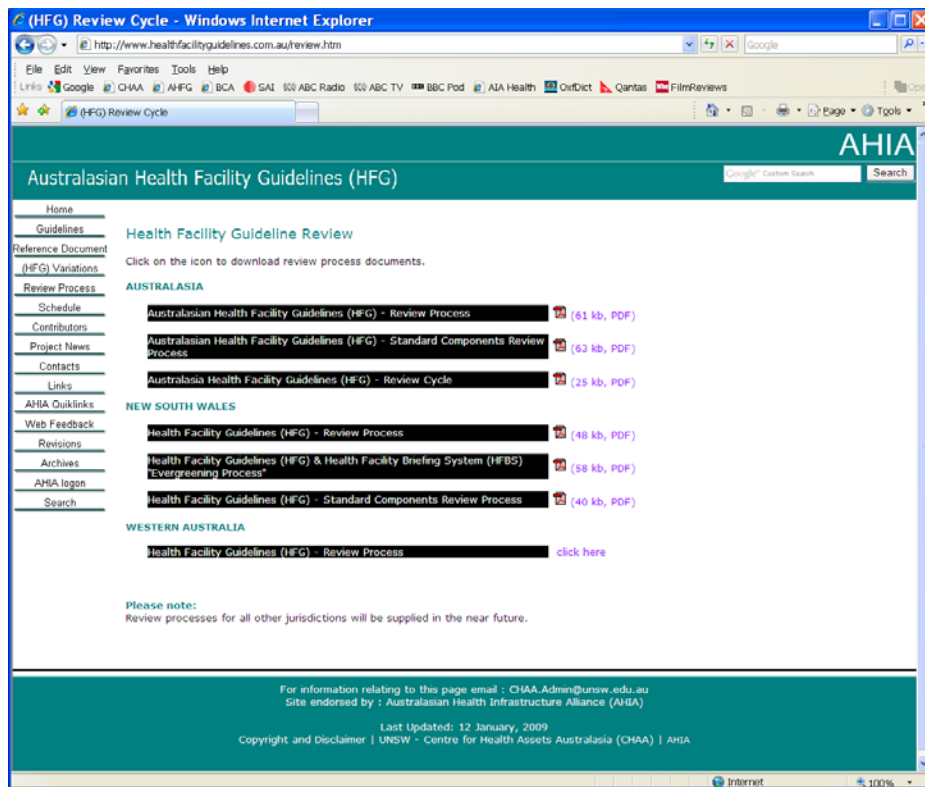 (HFG) Review Cycle - Windows Internet Explorer
http://www.healthfacilityguidelines.com.au/review.htm
Google
File Edit View Favorites Tools Help
Links Google CHAA AHFG BCA SAI ABC Radio ABC TV BBC Pod AIA Health OxfDict Qantas FilmReviews
(HFG) Review Cycle
Page Tools
AHIA
Australasian Health Facility Guidelines (HFG)
Google Custom Search
Search
Home
Guidelines
Reference Document
(HFG) Variations
Review Process
Schedule
Contributors
Project News
Contacts
Links
AHIA Quiklinks
Web Feedback
Revisions
Archives
AHIA logon
Search
Health Facility Guideline Review
Click on the icon to download review process documents.
AUSTRALASIA
Australasian Health Facility Guidelines (HFG) - Review Process (61 kb, PDF)
Australasian Health Facility Guidelines (HFG) - Standard Components Review
Process (63 kb, PDF)
Australasia Health Facility Guidelines (HFG) - Review Cycle (25 kb, PDF)
NEW SOUTH WALES
Health Facility Guidelines (HFG) - Review Process (48 kb, PDF)
Health Facility Guidelines (HFG) & Health Facility Briefing System (HFBS)
"Evergreening Process" (58 kb, PDF)
Health Facility Guidelines (HFG) - Standard Components Review Process (40 kb, PDF)
WESTERN AUSTRALIA
Health Facility Guidelines (HFG) - Review Process click here
Please note:
Review processes for all other jurisdictions will be supplied in the near future.
For information relating to this page email : CHAA.Admin@unsw.edu.au
Site endorsed by : Australasian Health Infrastructure Alliance (AHIA)
Last Updated: 12 January, 2009
Copyright and Disclaimer | UNSW - Centre for Health Assets Australasia (CHAA) | AHIA
Internet
100%